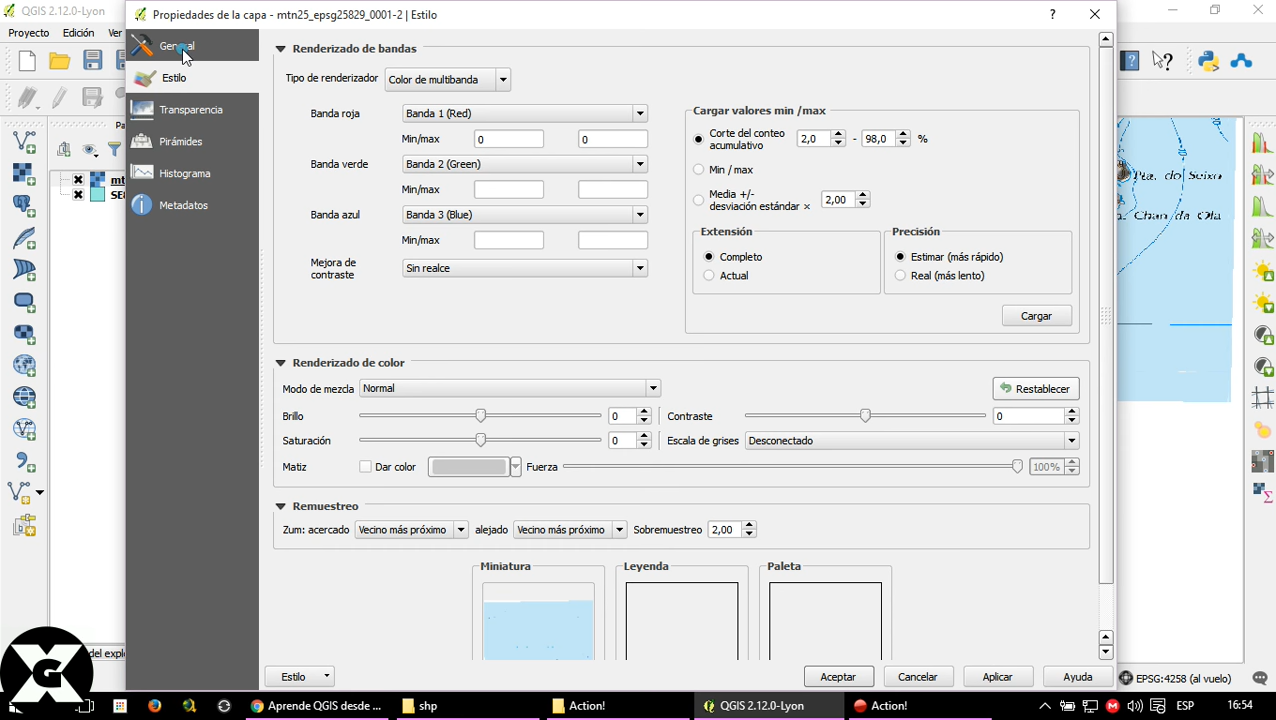 QGIS 2.12.0-Lyon
Propiedades de la capa - mtn25_epsg25829_0001-2 | Estilo
Proyecto Edición Ver
General
Estilo
Transparencia
Pirámides
Histograma
Metadatos
Pa
mt
SE
Renderizado de bandas
Tipo de renderizador Color de multibanda
Banda roja Banda 1 (Red)
Min/max 0 0
Banda verde Banda 2 (Green)
Min/max
Banda azul Banda 3 (Blue)
Min/max
Mejora de
contraste Sin realce
Cargar valores min /max
Corte del conteo
acumulativo 2,0 - 98,0 %
Min / max
Media +/-
desviación estándar × 2,00
Extensión
Completo
Actual
Precisión
Estimar (más rápido)
Real (más lento)
Cargar
Renderizado de color
Modo de mezcla Normal Restablecer
Brillo 0 Contraste 0
Saturación 0 Escala de grises Desconectado
Matiz Dar color Fuerza 100%
Remuestreo
Zum: acercado Vecino más próximo alejado Vecino más próximo Sobremuestreo 2,00
Miniatura Leyenda Paleta
Estilo Aceptar Cancelar Aplicar Ayuda
Pta. do Seixo
Chan da Ola
del explo
EPSG:4258 (al vuelo)
XG
Aprende QGIS desde ... shp Action! QGIS 2.12.0-Lyon Action! ESP 16:54